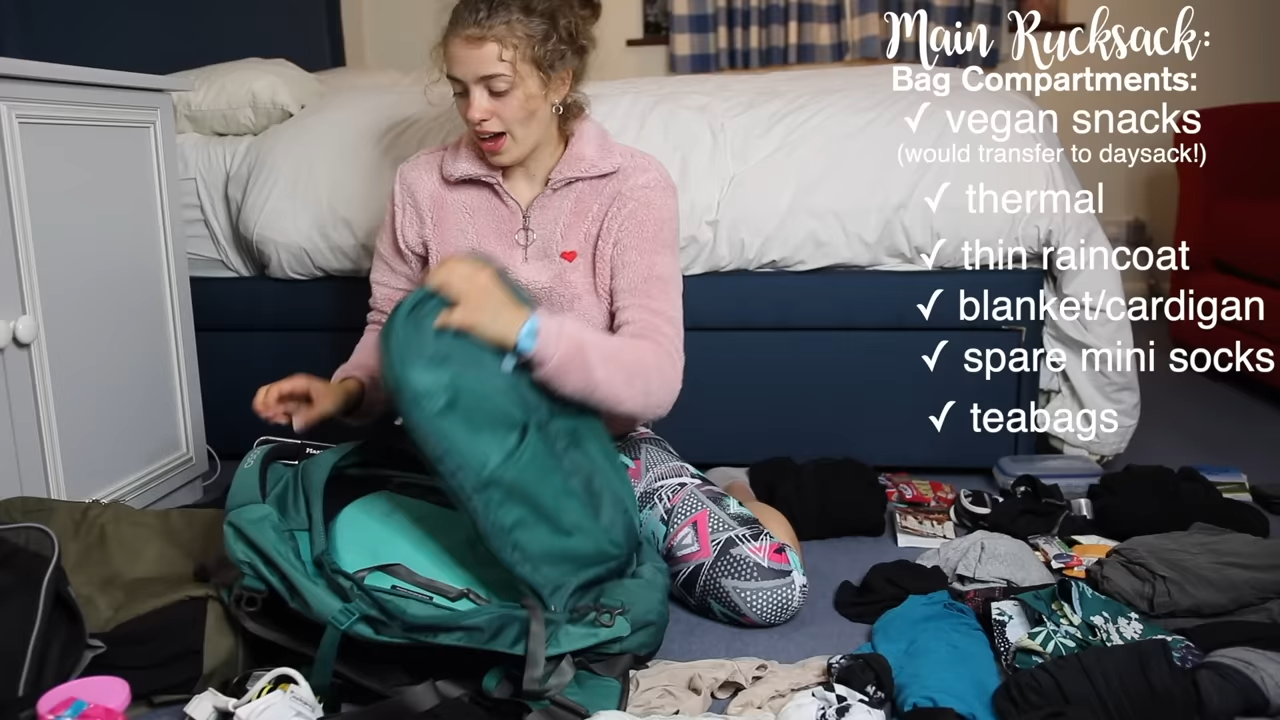 Main Rucksack:
Bag Compartments:
✓ vegan snacks
(would transfer to daysack!)
✓ thermal
✓ thin raincoat
✓ blanket/cardigan
✓ spare mini socks
✓ teabags